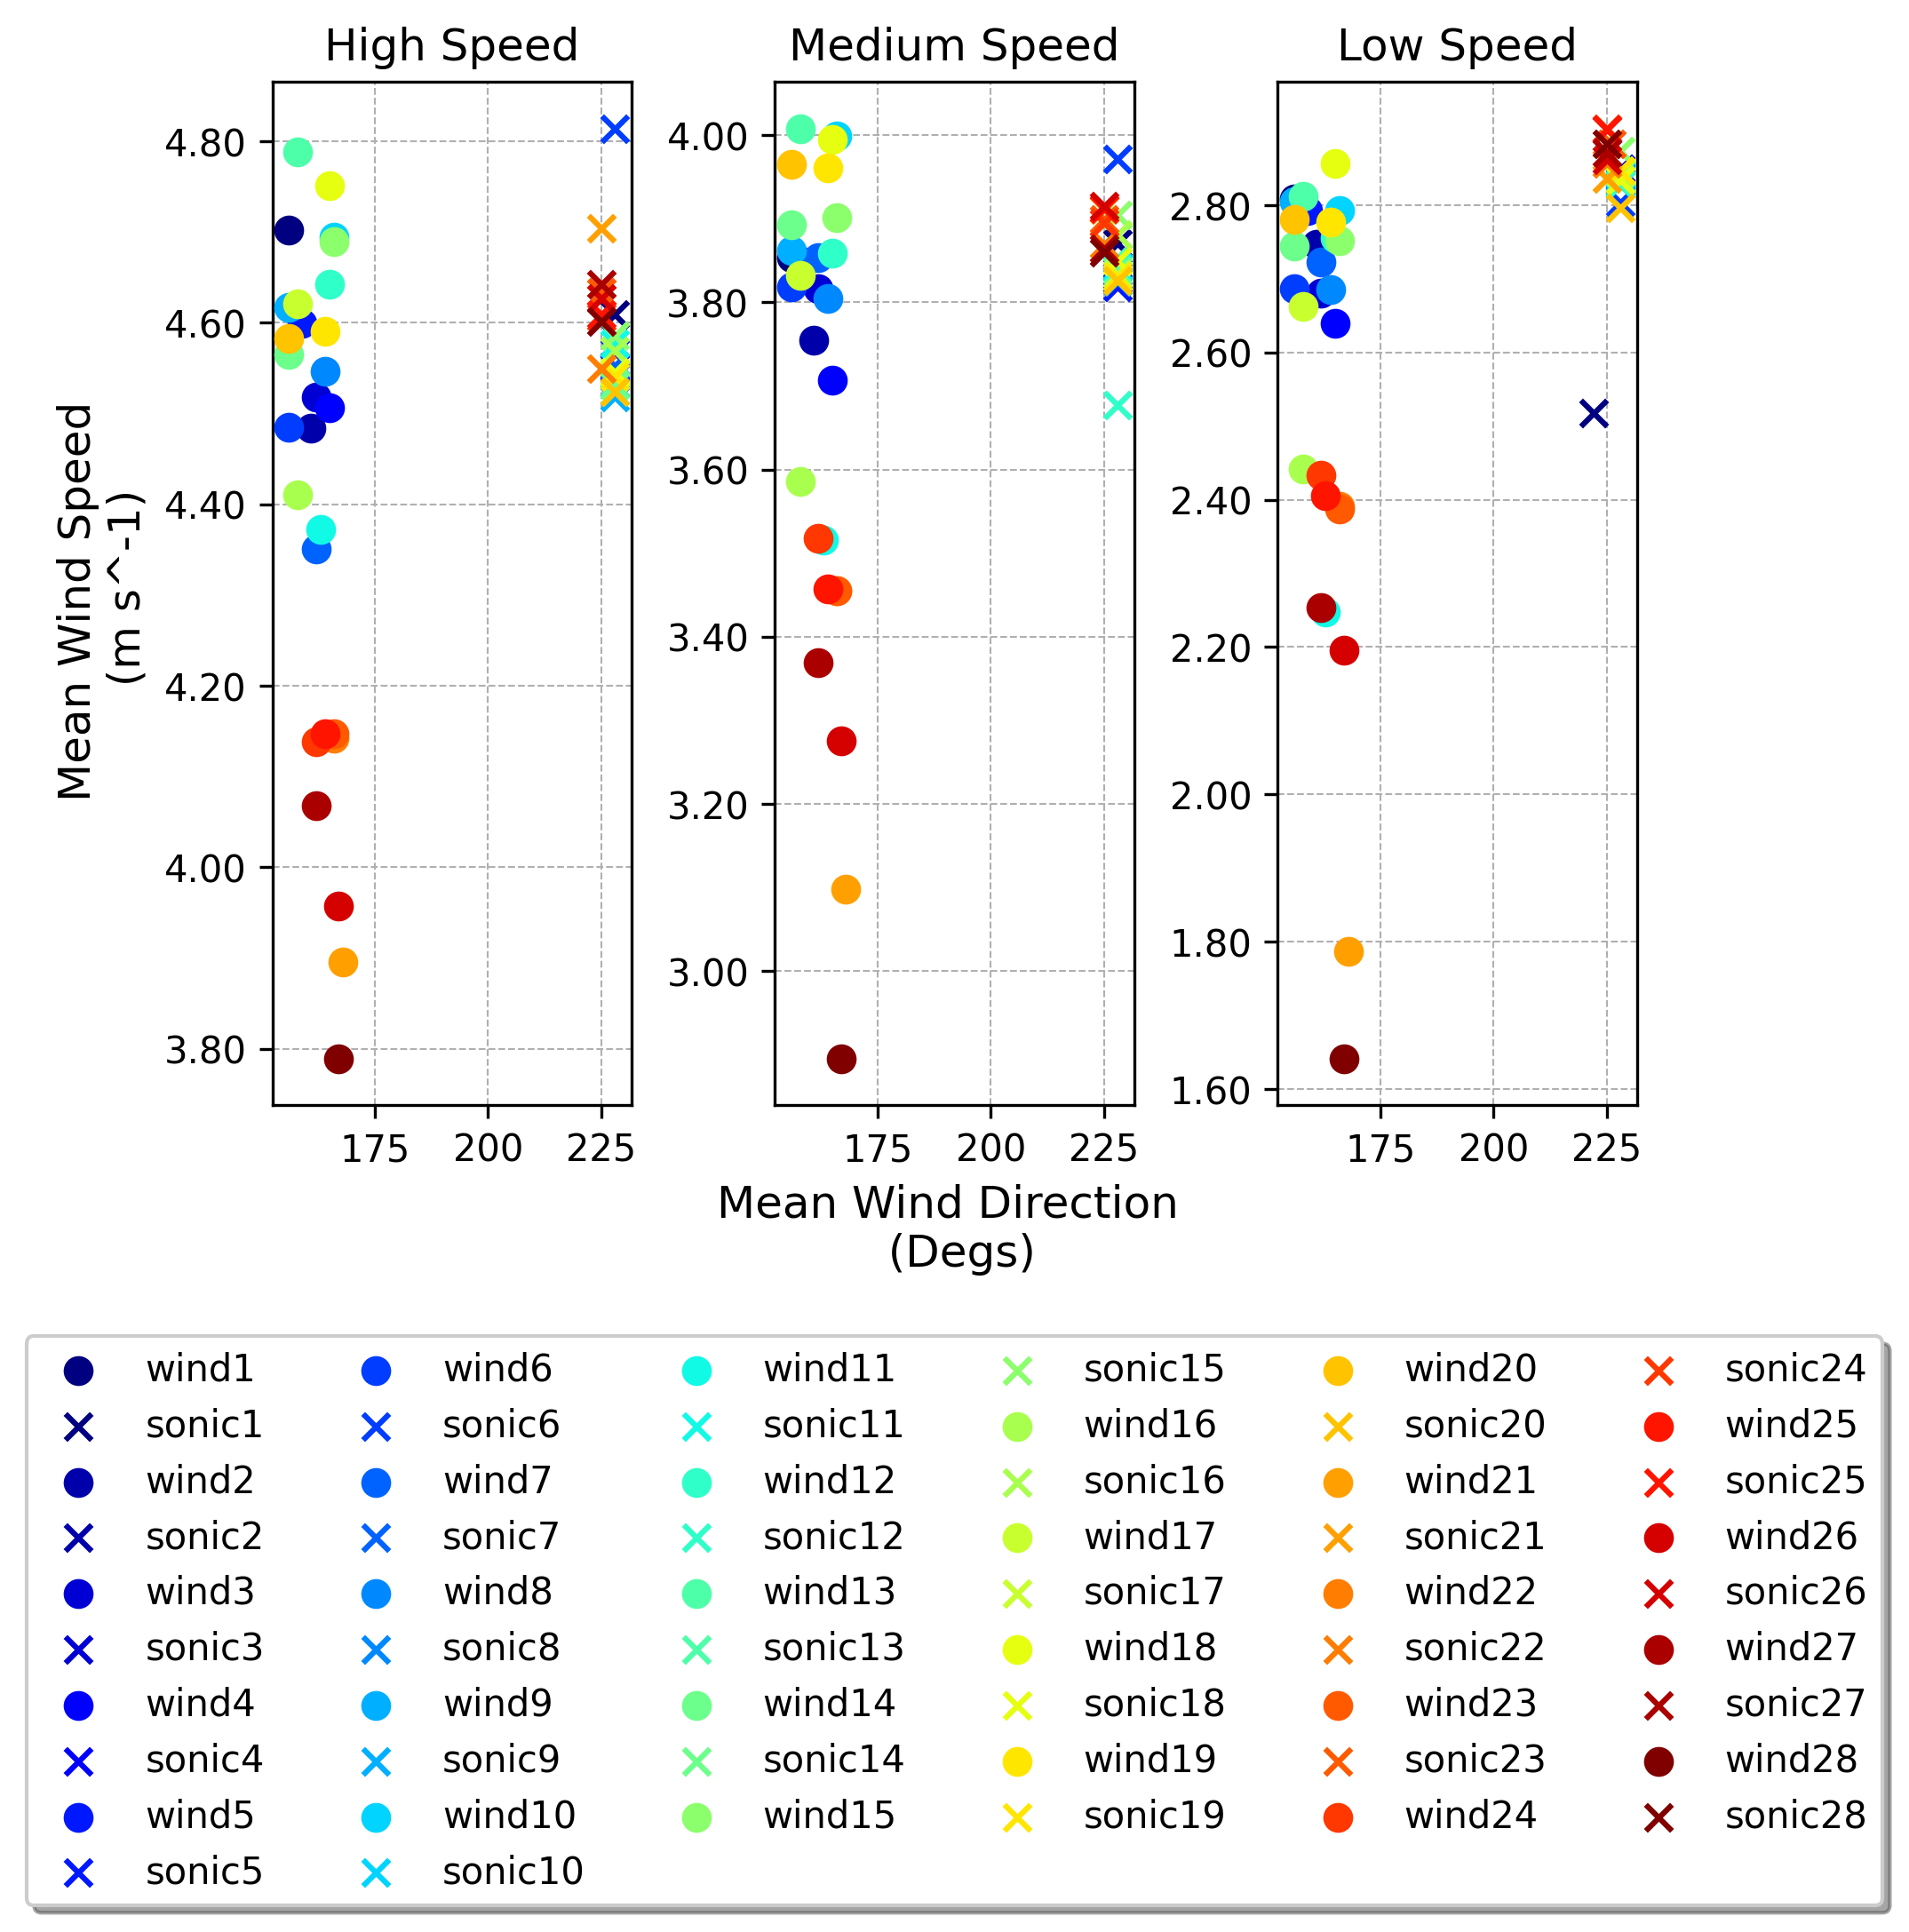 High Speed
Medium Speed
Low Speed
Mean Wind Speed
(m s^-1)
4.80
4.60
4.40
4.20
4.00
3.80
4.00
3.80
3.60
3.40
3.20
3.00
2.80
2.60
2.40
2.20
2.00
1.80
1.60
175 200 225
175 200 225
175 200 225
Mean Wind Direction
(Degs)
wind1
sonic1
wind2
sonic2
wind3
sonic3
wind4
sonic4
wind5
sonic5
wind6
sonic6
wind7
sonic7
wind8
sonic8
wind9
sonic9
wind10
sonic10
wind11
sonic11
wind12
sonic12
wind13
sonic13
wind14
sonic14
wind15
sonic15
wind16
sonic16
wind17
sonic17
wind18
sonic18
wind19
sonic19
wind20
sonic20
wind21
sonic21
wind22
sonic22
wind23
sonic23
wind24
sonic24
wind25
sonic25
wind26
sonic26
wind27
sonic27
wind28
sonic28